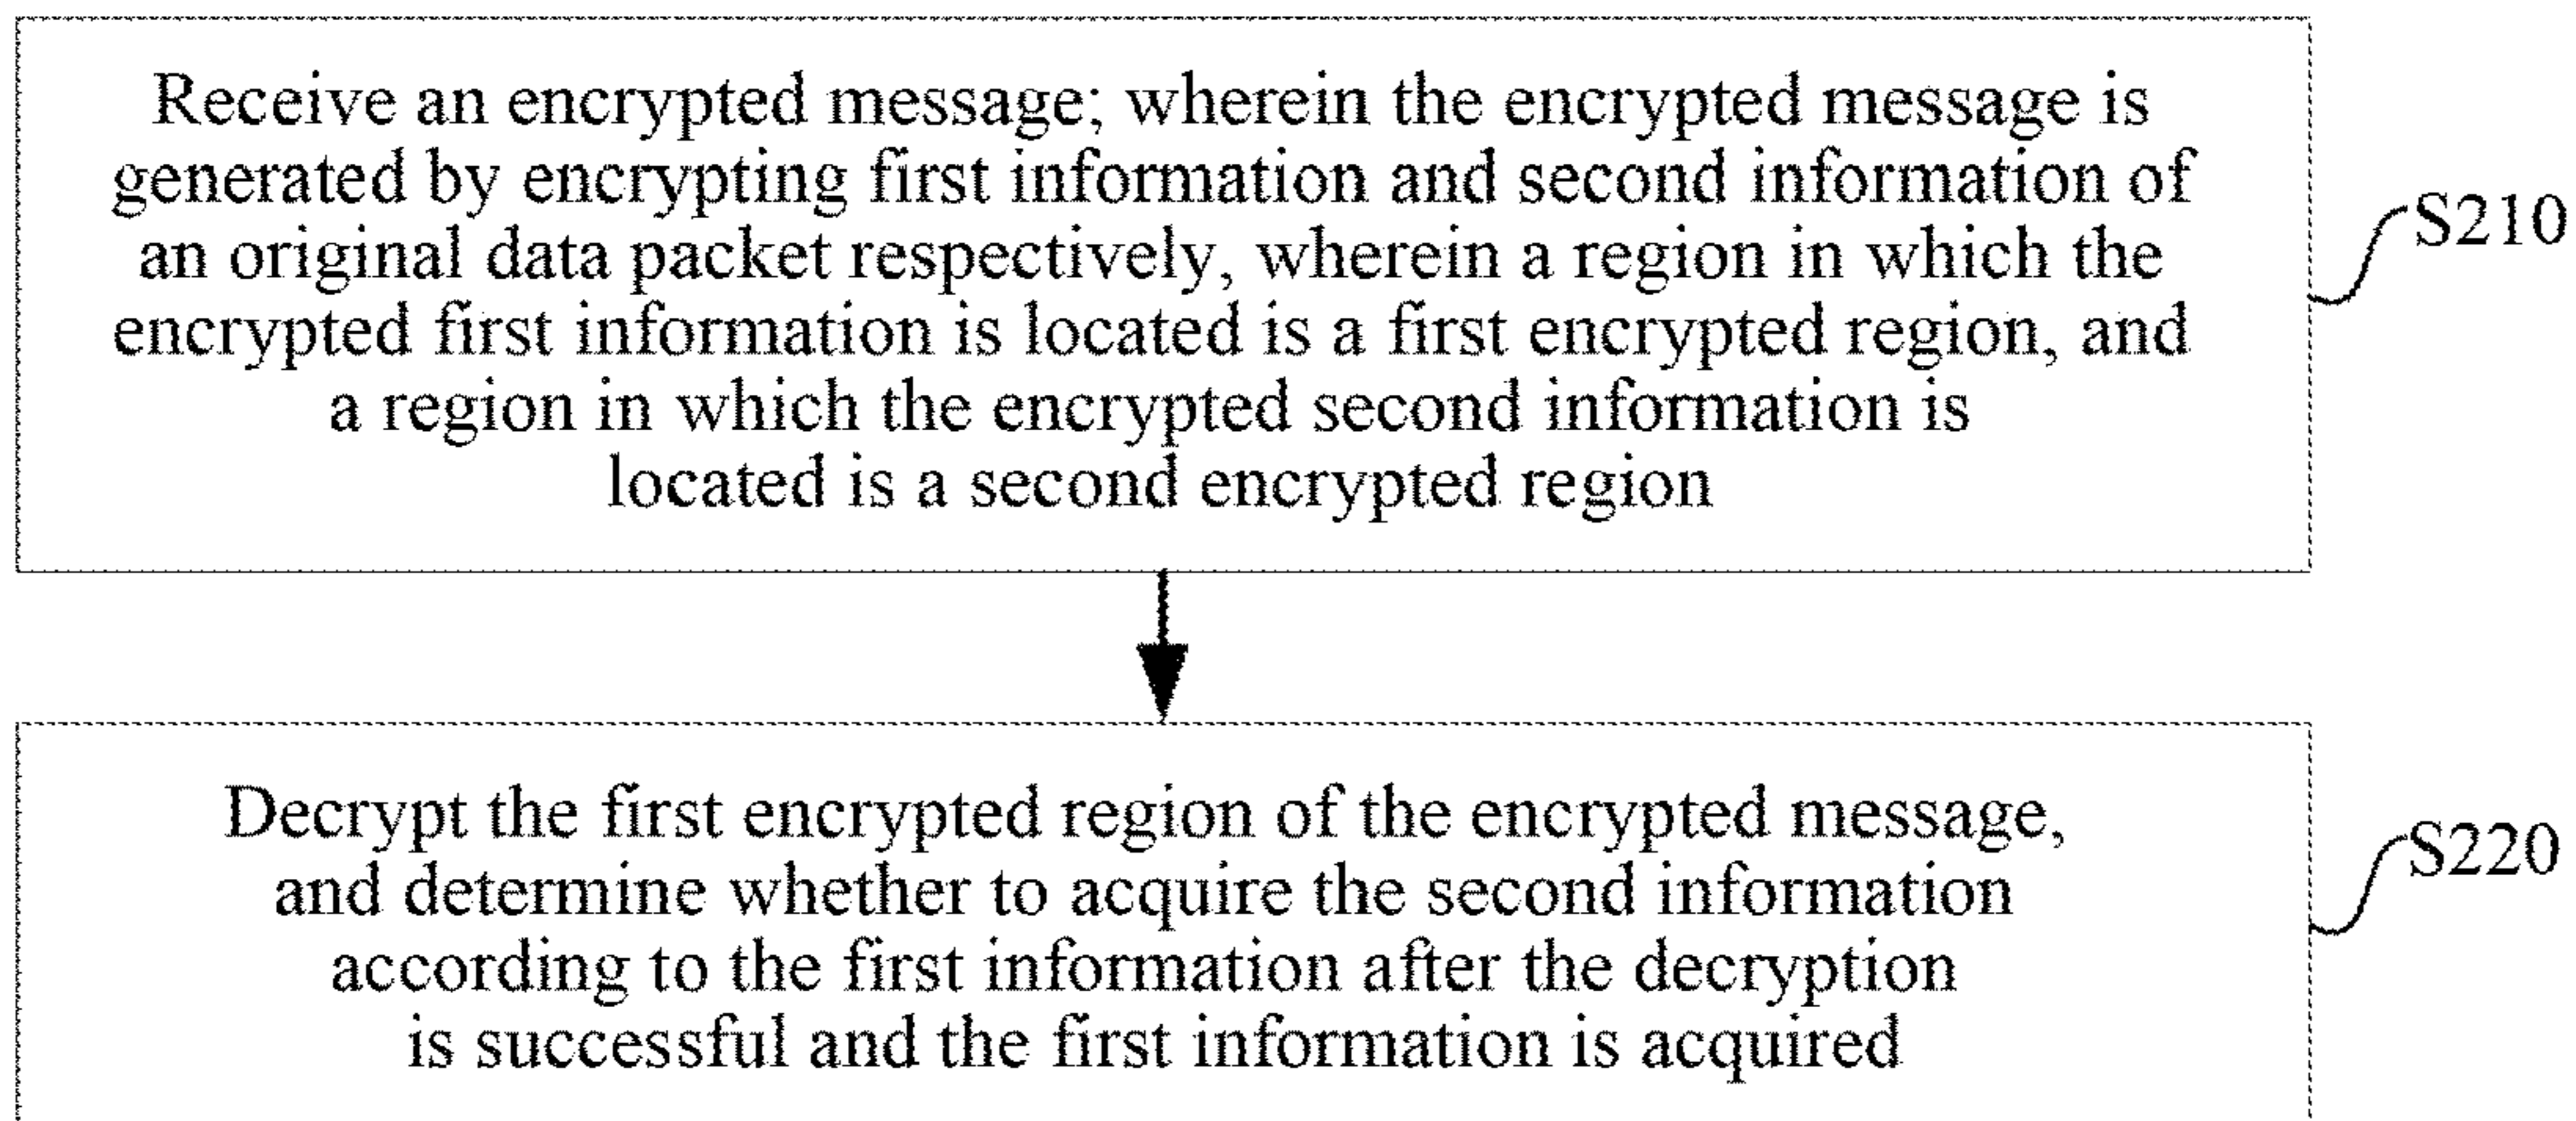 Receive an encrypted message; wherein the encrypted message is
generated by encrypting first information and second information of
an original data packet respectively, wherein a region in which the
encrypted first information is located is a first encrypted region, and
a region in which the encrypted second information is
located is a second encrypted region
S210
Decrypt the first encrypted region of the encrypted message,
and determine whether to acquire the second information
according to the first information after the decryption
is successful and the first information is acquired
S220